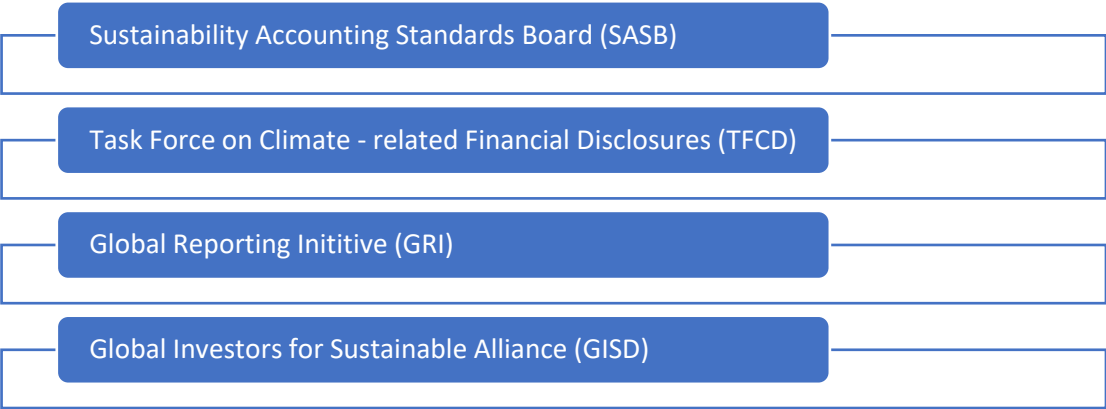 Sustainability Accounting Standards Board (SASB)
Task Force on Climate - related Financial Disclosures (TFCD)
Global Reporting Inititive (GRI)
Global Investors for Sustainable Alliance (GISD)